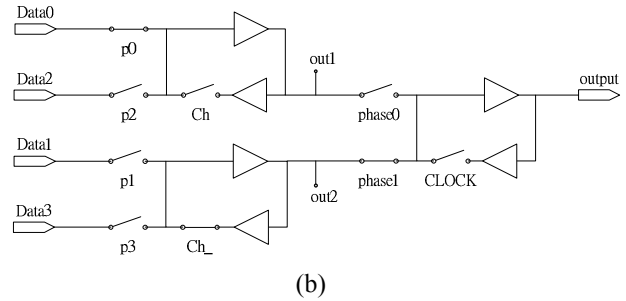 Data0
p0
out1
Data2
p2
Ch
phase0
output
Data1
p1
out2
phase1
CLOCK
Data3
p3
Ch_
(b)